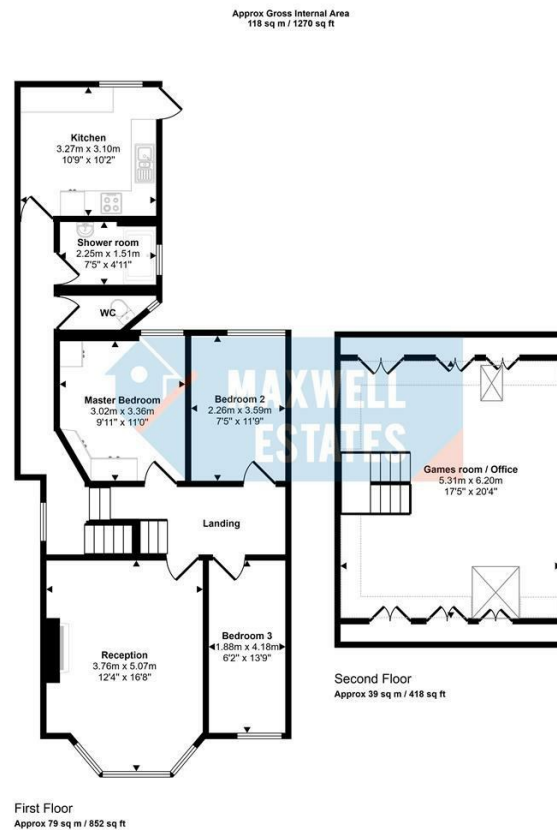 Approx Gross Internal Area
118 sq m / 1270 sq ft
Kitchen
3.27m x 3.10m
10'9" x 10'2"
Shower room
2.25m x 1.51m
7'5" x 4'11"
WC
Master Bedroom
3.02m x 3.36m
9'11" x 11'0"
Bedroom 2
2.26m x 3.59m
7'5" x 11'9"
MAXWELL
ESTATES
Games room / Office
5.31m x 6.20m
17'5" x 20'4"
Landing
Reception
3.76m x 5.07m
12'4" x 16'8"
Bedroom 3
1.88m x 4.18m
6'2" x 13'9"
Second Floor
Approx 39 sq m / 418 sq ft
First Floor
Approx 79 sq m / 852 sq ft